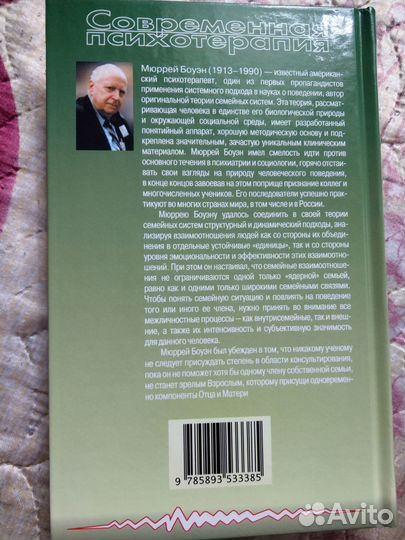 Современная
психотерапия
Мюррей Боуэн (1913–1990) — известный американ-
ский психотерапевт, один из первых пропагандистов
применения системного подхода в науках о поведении, автор
оригинальной теории семейных систем. Эта теория, рассмат-
ривающая человека в единстве его биологической природы
и окружающей социальной среды, имеет разработанный
понятийный аппарат, хорошую методическую основу и под-
креплена значительным, зачастую уникальным клиническим
материалом. Мюррей Боуэн имел смелость идти против
основного течения в психиатрии и социологии, горячо отстаи-
вать свои взгляды на природу человеческого поведения,
в конце концов завоевав на этом поприще признание коллег и
многочисленных учеников. Его последователи успешно прак-
тикуют во многих странах мира, в том числе и в России.
Мюррею Боуэну удалось соединить в своей теории
семейных систем структурный и динамический подходы, ана-
лизируя взаимоотношения людей как со стороны их объеди-
нения в отдельные устойчивые «единицы», так и со стороны
уровня эмоциональности и эффективности этих взаимоотно-
шений. При этом он настаивал, что семейные взаимоотноше-
ния не ограничиваются одной только «ядерной» семьей,
равно как и одними только широкими семейными связями.
Чтобы понять семейную ситуацию и повлиять на поведение
того или иного ее члена, нужно принять во внимание все
межличностные процессы — как внутрисемейные, так и внеш-
ние, а также их интенсивность и субъективную значимость
для данного человека.
Мюррей Боуэн был убежден в том, что никакому ученому
не следует присуждать степень в области консультирования,
пока он не поможет хотя бы одному члену собственной семьи,
не станет зрелым Взрослым, которому присущи одновремен-
но компоненты Отца и Матери
9 785893 533385
Avito